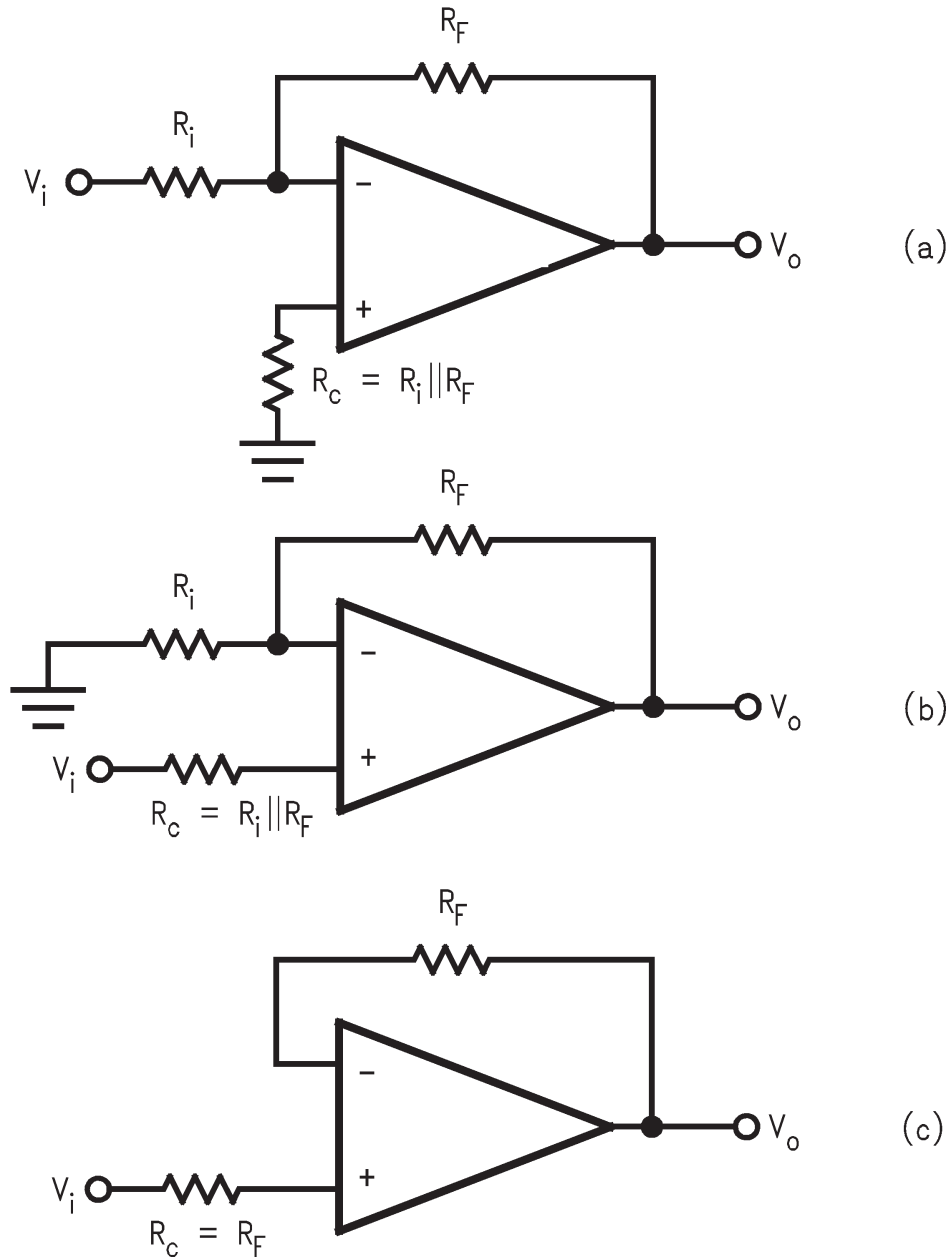 R_F
R_i
V_i
−
V_o
(a)
+
R_c = R_i||R_F
R_F
R_i
−
V_o
(b)
+
V_i
R_c = R_i||R_F
R_F
−
V_o
(c)
+
V_i
R_c = R_F